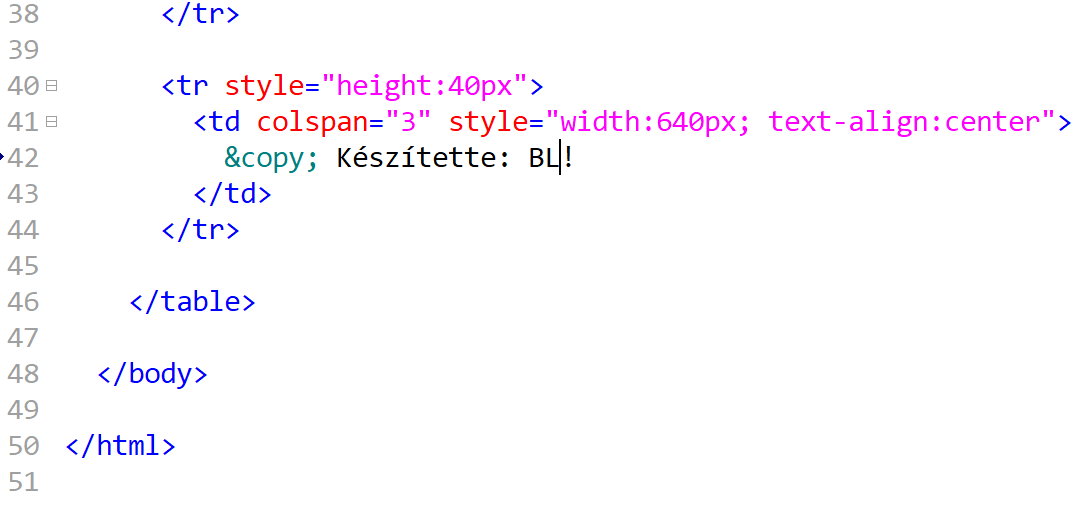 38 </tr>
39
40 <tr style="height:40px">
41 <td colspan="3" style="width:640px; text-align:center">
42 &copy; Készítette: BL!
43 </td>
44 </tr>
45
46 </table>
47
48 </body>
49
50 </html>
51